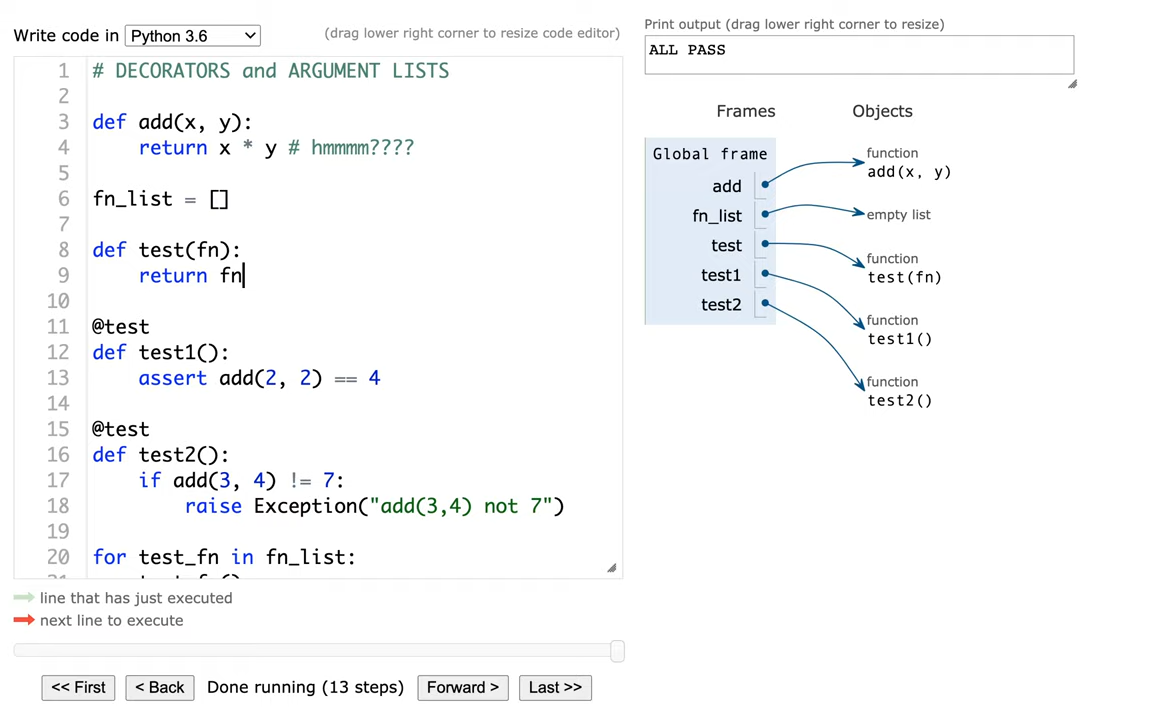 Write code in Python 3.6 (drag lower right corner to resize code editor)
1 # DECORATORS and ARGUMENT LISTS
2
3 def add(x, y):
4     return x * y # hmmmm????
5
6 fn_list = []
7
8 def test(fn):
9     return fn
10
11 @test
12 def test1():
13     assert add(2, 2) == 4
14
15 @test
16 def test2():
17     if add(3, 4) != 7:
18         raise Exception("add(3,4) not 7")
19
20 for test_fn in fn_list:
line that has just executed
next line to execute
<< First < Back Done running (13 steps) Forward > Last >>
Print output (drag lower right corner to resize)
ALL PASS
Frames Objects
Global frame
add
fn_list
test
test1
test2
function
add(x, y)
empty list
function
test(fn)
function
test1()
function
test2()